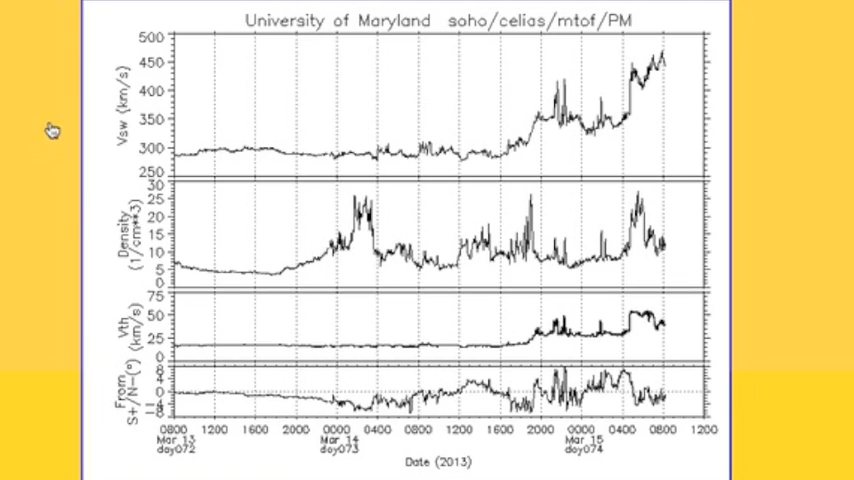 University of Maryland soho/celias/mtof/PM
Vsw (km/s)
500
450
400
350
300
250
Density
(1/cm**3)
30
25
20
15
10
5
0
Vth
(km/s)
75
50
25
0
From
S+/N-(°)
8
4
0
-4
-8
0800 1200 1600 2000 0000 0400 0800 1200 1600 2000 0000 0400 0800 1200
Mar 13 Mar 14 Mar 15
day072 day073 day074
Date (2013)